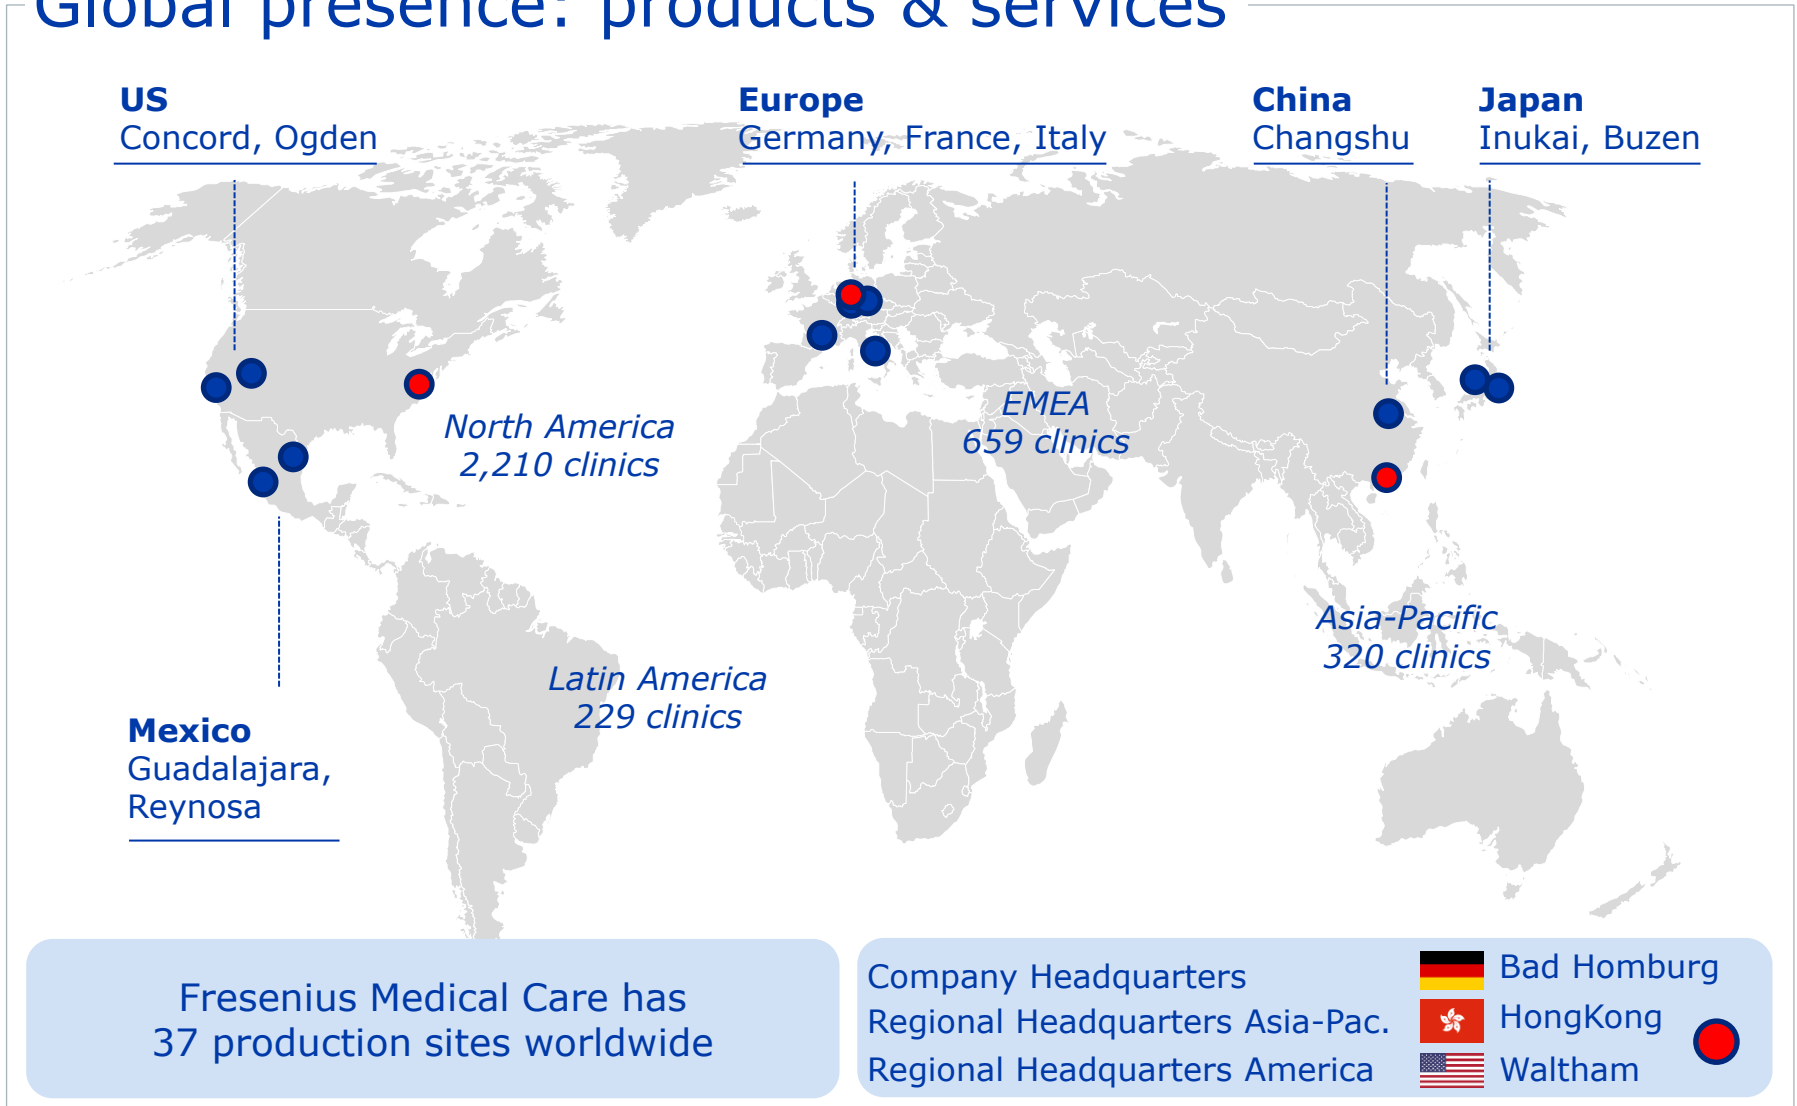 Global presence: products & services
US
Concord, Ogden
Europe
Germany, France, Italy
China
Changshu
Japan
Inukai, Buzen
North America
2,210 clinics
EMEA
659 clinics
Asia-Pacific
320 clinics
Latin America
229 clinics
Mexico
Guadalajara,
Reynosa
Fresenius Medical Care has
37 production sites worldwide
Company Headquarters
Bad Homburg
Regional Headquarters Asia-Pac.
HongKong
Regional Headquarters America
Waltham